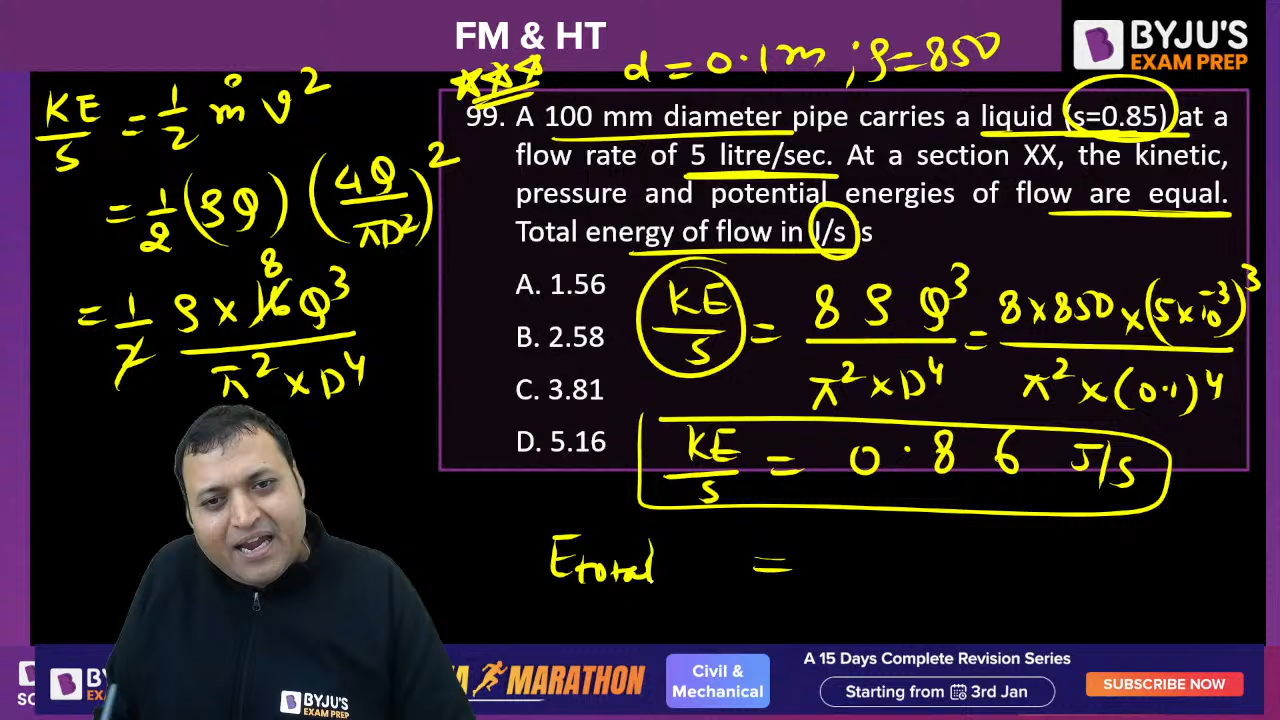 FM & HT
BYJU'S
EXAM PREP
d = 0.1m ; ρ=850
99. A 100 mm diameter pipe carries a liquid (s=0.85) at a
flow rate of 5 litre/sec. At a section XX, the kinetic,
pressure and potential energies of flow are equal.
Total energy of flow in J/s is
A. 1.56
B. 2.58
C. 3.81
D. 5.16
KE/s = 1/2 ṁ v²
= 1/2 (ρQ) (4Q/πD²)²
= 1/2 ρ × 16 8 Q³/π² × D⁴
KE/s = 8 ρ Q³/π² × D⁴ = 8×850×(5×10⁻³)³/π² × (0.1)⁴
KE/s = 0.86 J/s
Etotal =
BYJU'S
EXAM PREP
A MARATHON
Civil &
Mechanical
A 15 Days Complete Revision Series
Starting from 3rd Jan
SUBSCRIBE NOW